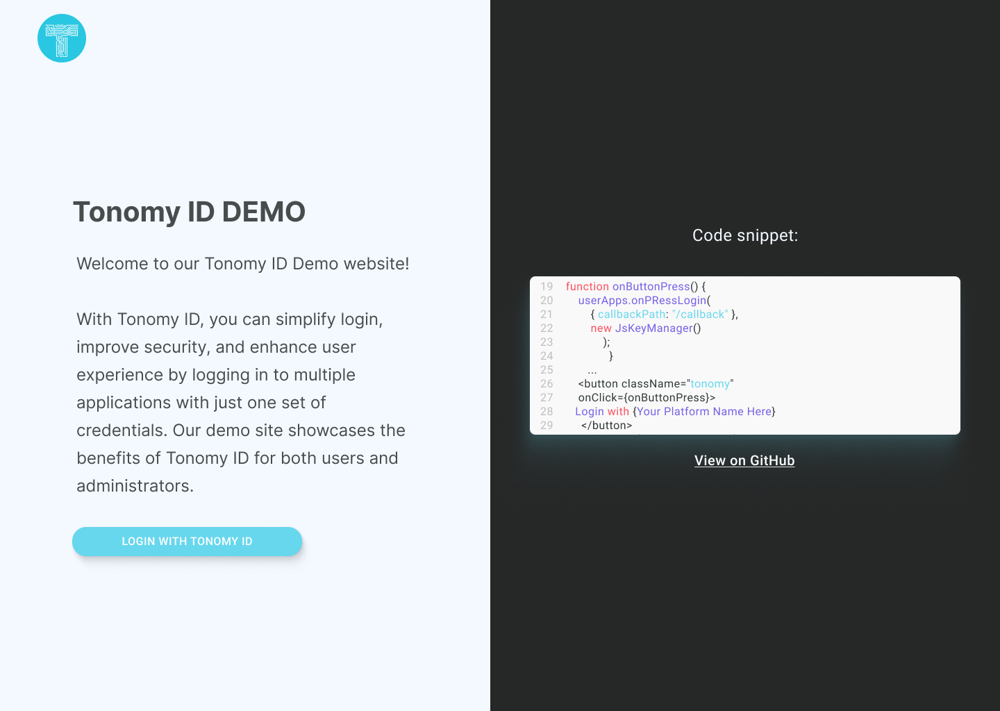 T
Tonomy ID DEMO
Welcome to our Tonomy ID Demo website!
With Tonomy ID, you can simplify login,
improve security, and enhance user
experience by logging in to multiple
applications with just one set of
credentials. Our demo site showcases the
benefits of Tonomy ID for both users and
administrators.
LOGIN WITH TONOMY ID
Code snippet:
19 function onButtonPress() {
20 userApps.onPRessLogin(
21 { callbackPath: "/callback" },
22 new JsKeyManager()
23 );
24 }
25 ...
26 <button className="tonomy"
27 onClick={onButtonPress}>
28 Login with {Your Platform Name Here}
29 </button>
View on GitHub